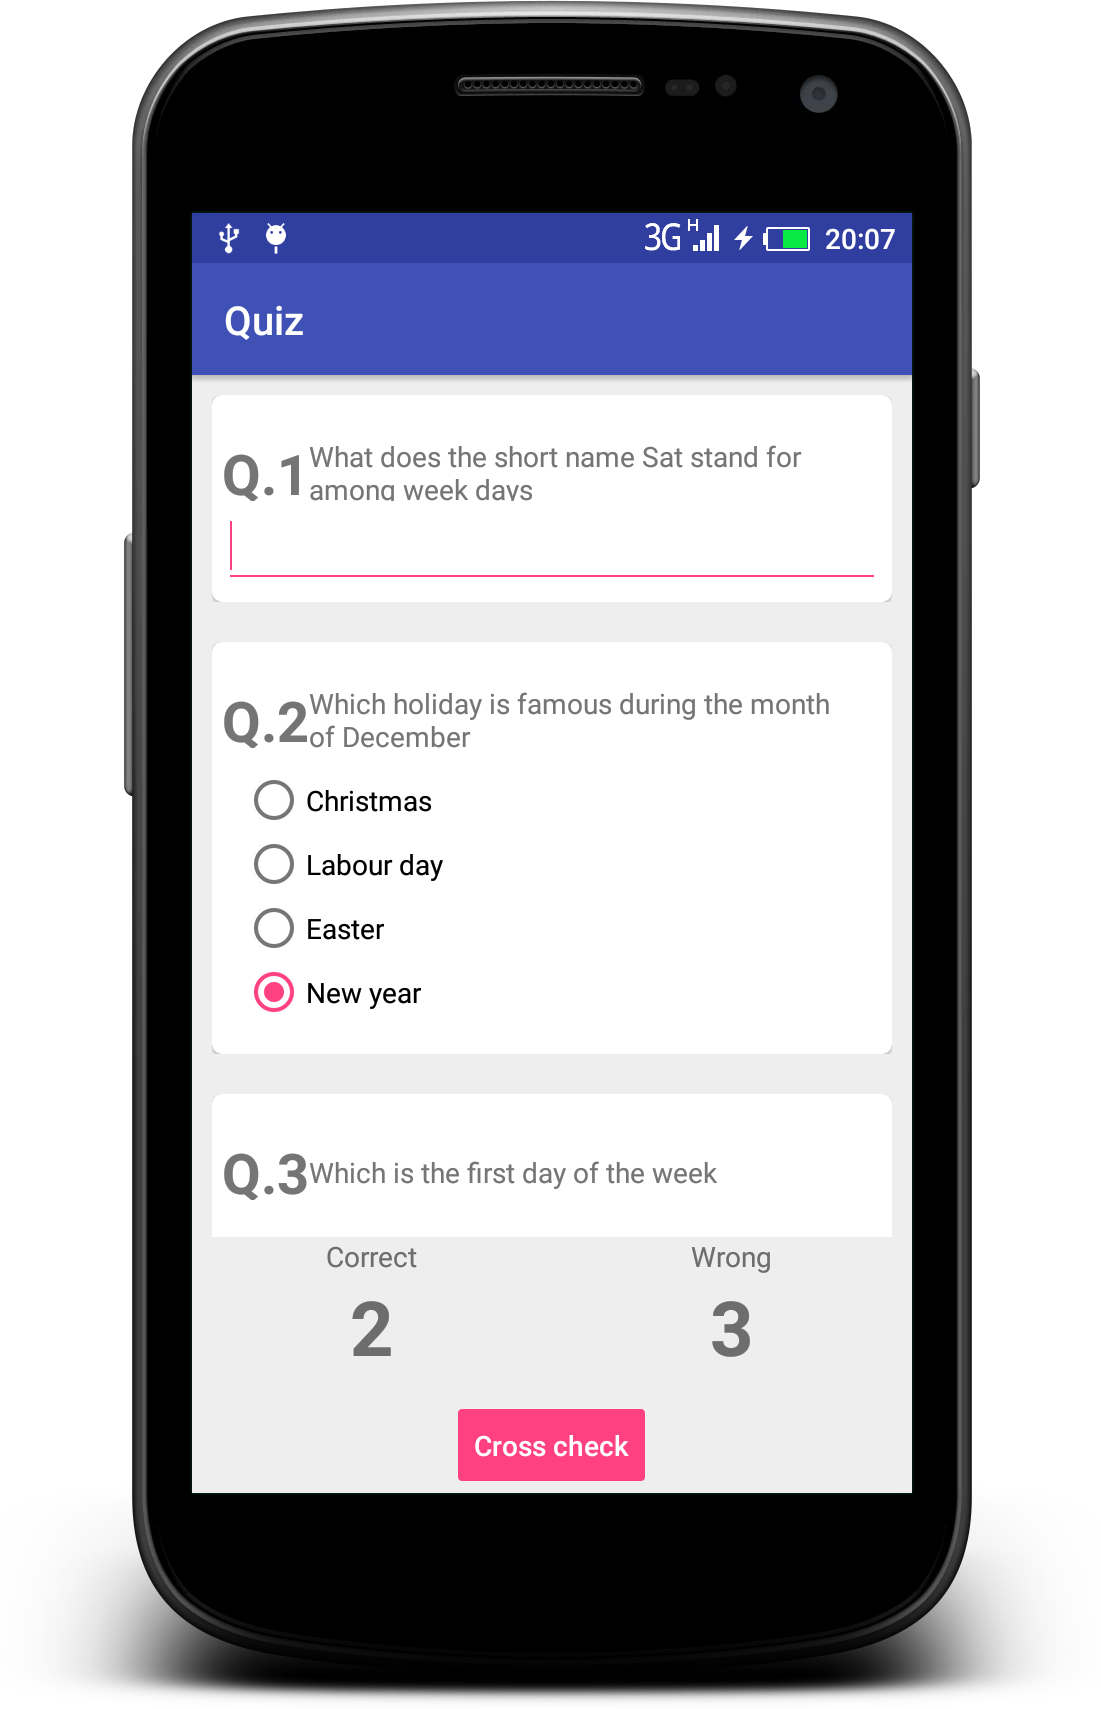 3G H 20:07
Quiz
Q.1 What does the short name Sat stand for
among week days
Q.2 Which holiday is famous during the month
of December
Christmas
Labour day
Easter
New year
Q.3 Which is the first day of the week
Correct Wrong
2 3
Cross check